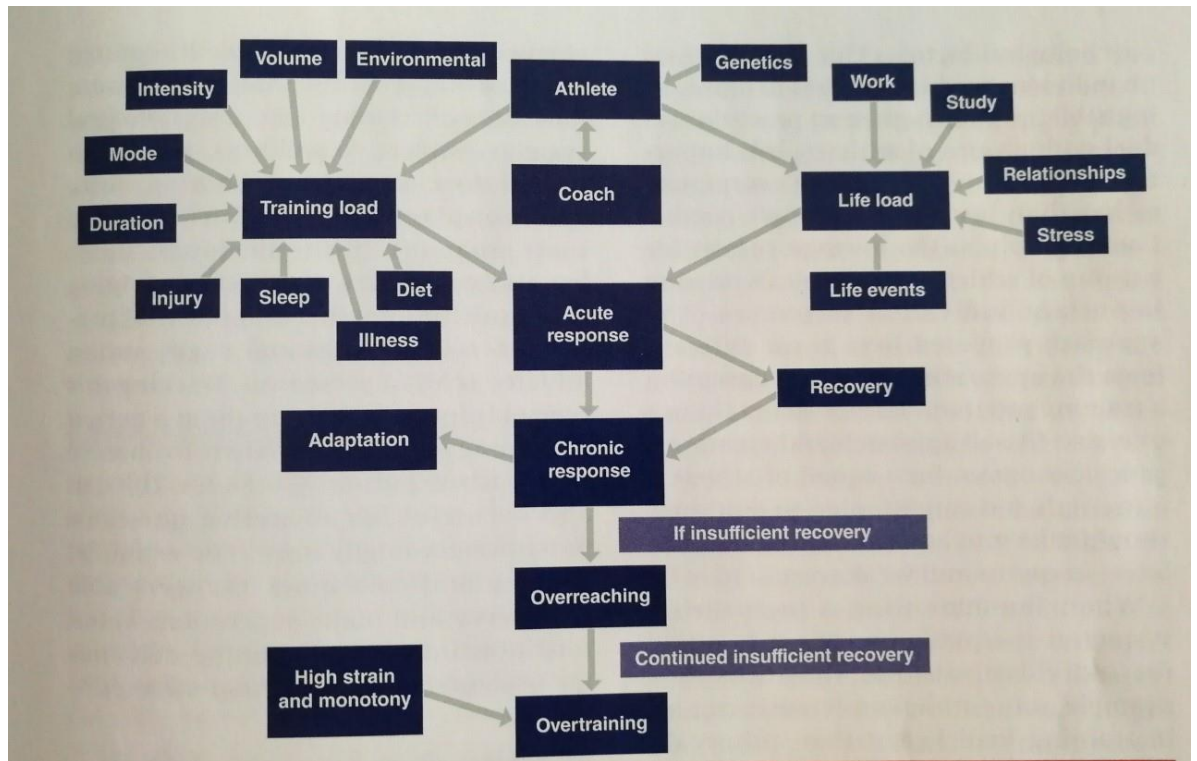 Volume
Environmental
Intensity
Mode
Duration
Training load
Injury
Sleep
Illness
Diet
Athlete
Genetics
Coach
Work
Study
Relationships
Life load
Stress
Life events
Acute
response
Recovery
Adaptation
Chronic
response
If insufficient recovery
Overreaching
Continued insufficient recovery
High strain
and monotony
Overtraining